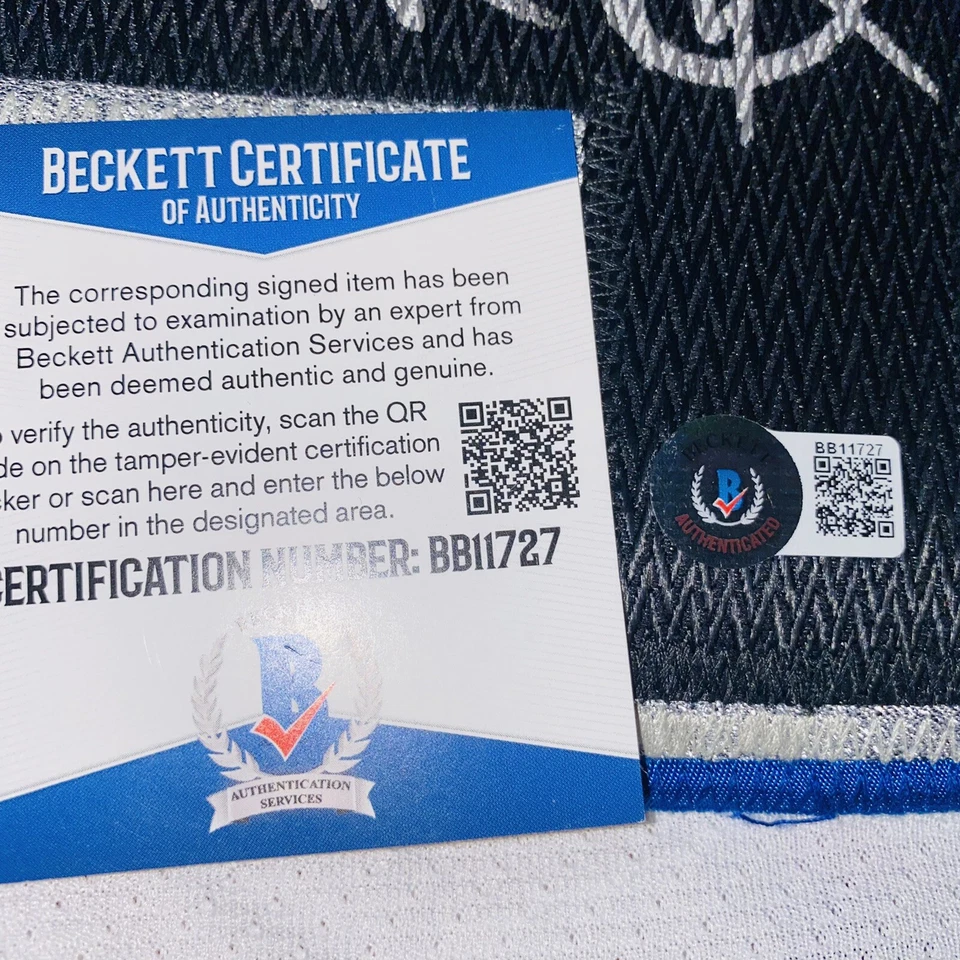 BECKETT CERTIFICATE
OF AUTHENTICITY
The corresponding signed item has been
subjected to examination by an expert from
Beckett Authentication Services and has
been deemed authentic and genuine.
verify the authenticity, scan the QR
de on the tamper-evident certification
cker or scan here and enter the below
number in the designated area.
CERTIFICATION NUMBER: BB11727
B
AUTHENTICATION
SERVICES
BECKETT
B
AUTHENTICATED
BB11727